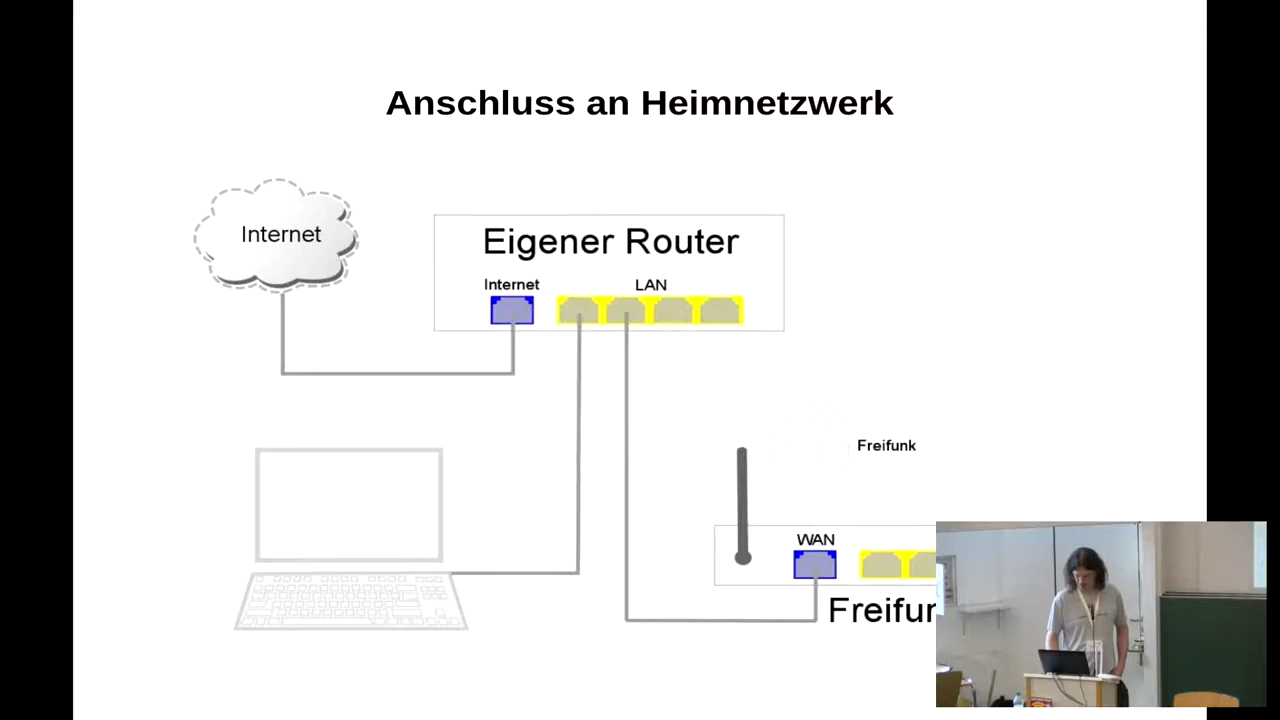 Anschluss an Heimnetzwerk
Internet
Eigener Router
Internet
LAN
Freifunk
WAN
Freifun